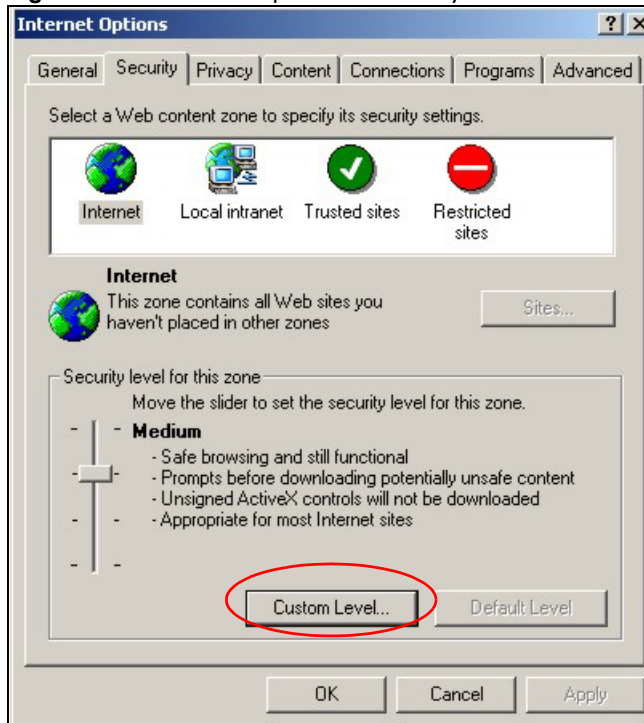 Internet Options
General Security Privacy Content Connections Programs Advanced
Select a Web content zone to specify its security settings.
Internet Local intranet Trusted sites Restricted
sites
Internet
This zone contains all Web sites you
haven't placed in other zones
Sites...
Security level for this zone
Move the slider to set the security level for this zone.
Medium
- Safe browsing and still functional
- Prompts before downloading potentially unsafe content
- Unsigned ActiveX controls will not be downloaded
- Appropriate for most Internet sites
Custom Level... Default Level
OK Cancel Apply